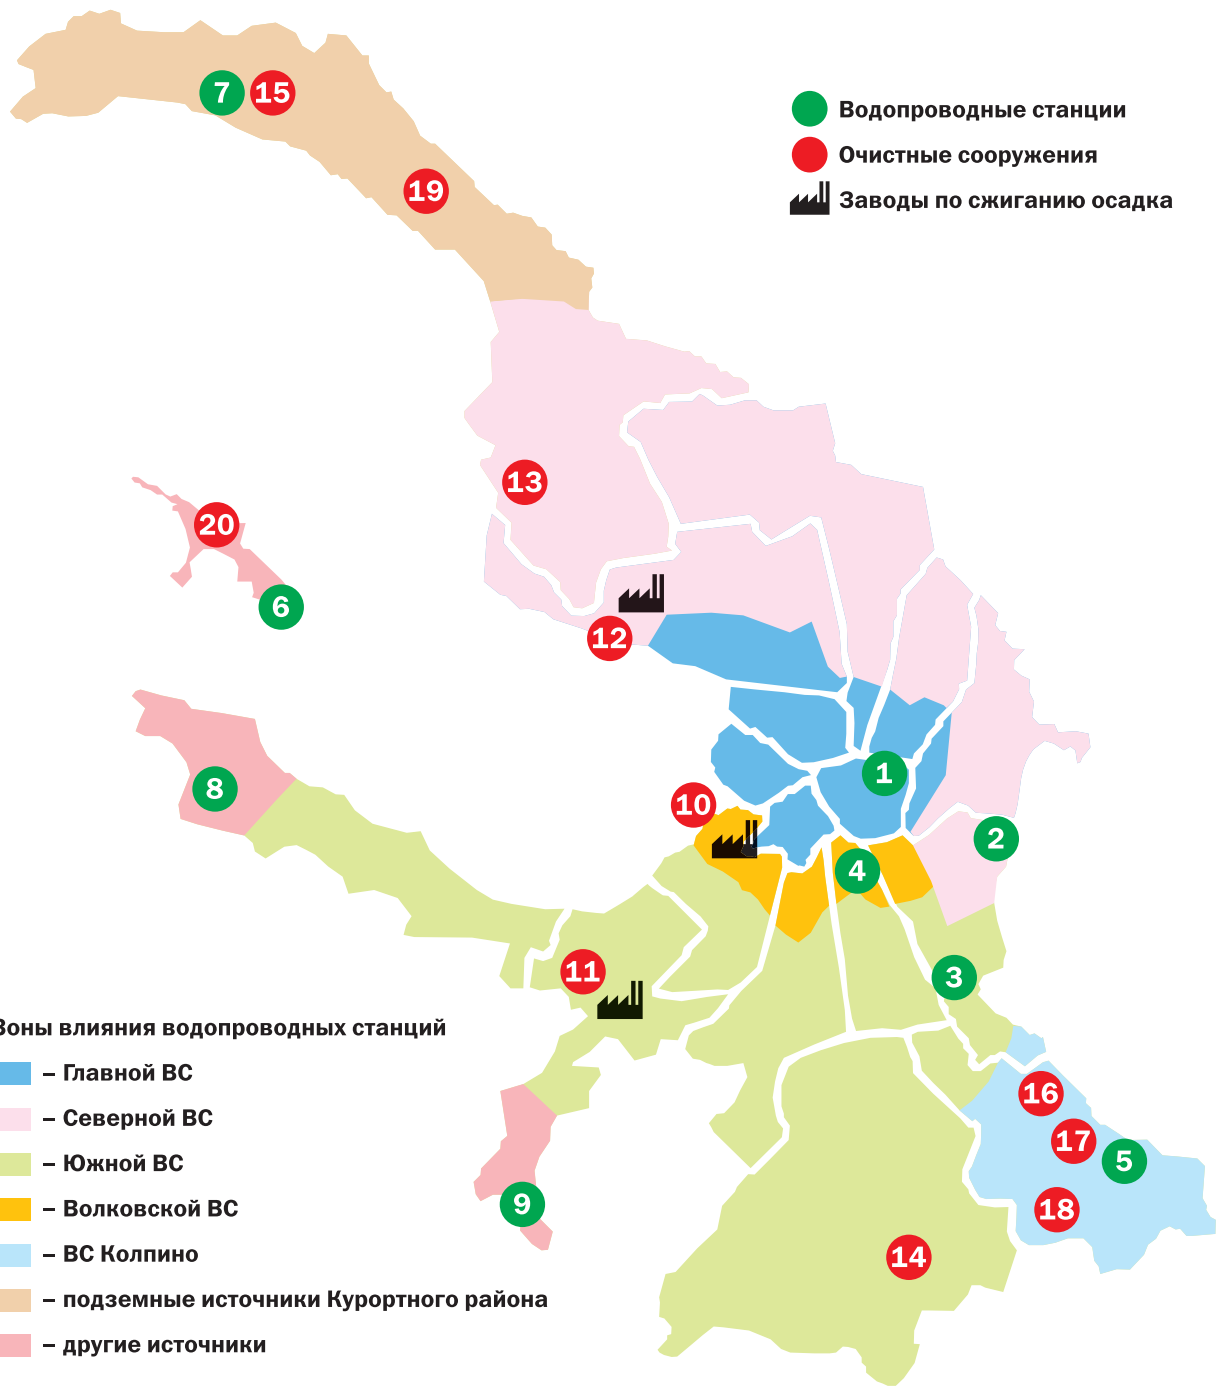 7
15
Водопроводные станции
Очистные сооружения
19
Заводы по сжиганию осадка
13
20
6
12
1
8
10
2
4
11
3
Зоны влияния водопроводных станций
– Главной ВС
16
– Северной ВС
17
5
– Южной ВС
9
– Волковской ВС
18
– ВС Колпино
14
– подземные источники Курортного района
– другие источники